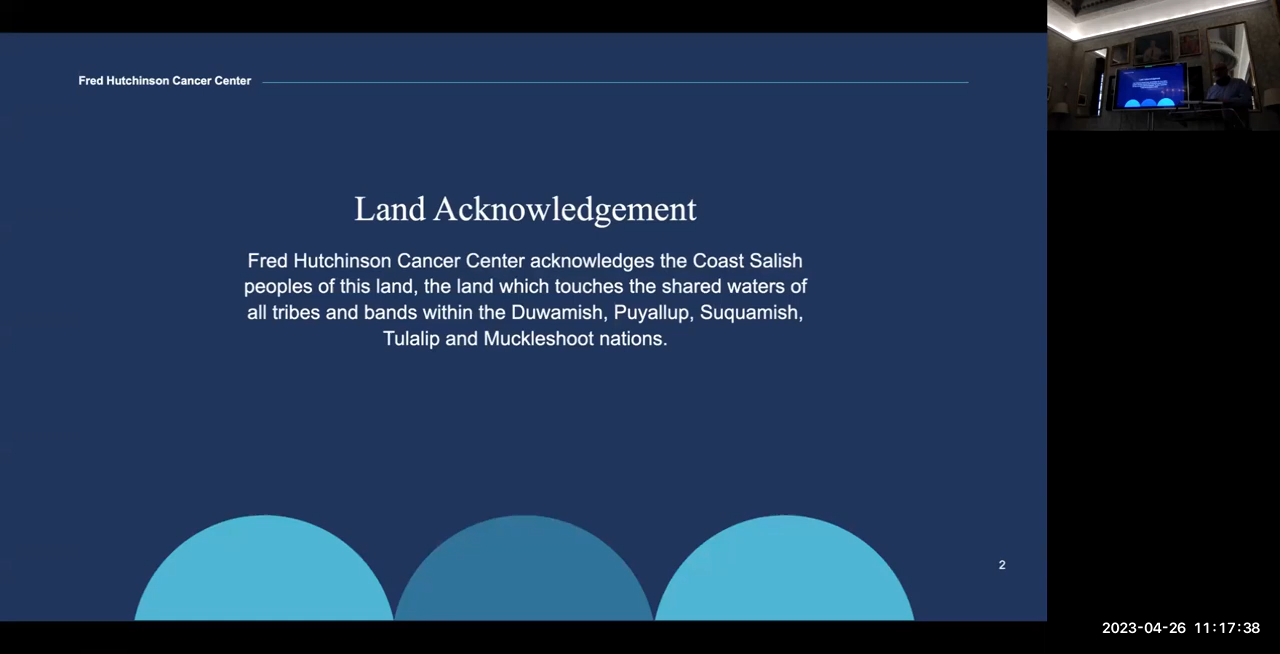 Fred Hutchinson Cancer Center
Land Acknowledgement
Fred Hutchinson Cancer Center acknowledges the Coast Salish
peoples of this land, the land which touches the shared waters of
all tribes and bands within the Duwamish, Puyallup, Suquamish,
Tulalip and Muckleshoot nations.
2
2023-04-26 11:17:38